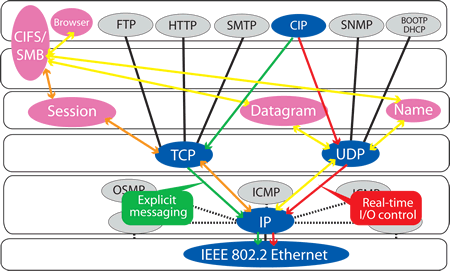 CIFS/
SMB
Browser
FTP
HTTP
SMTP
CIP
SNMP
BOOTP
DHCP
Session
Datagram
Name
TCP
UDP
OSMP
ICMP
Explicit
messaging
IP
Real-time
I/O control
IEEE 802.2 Ethernet